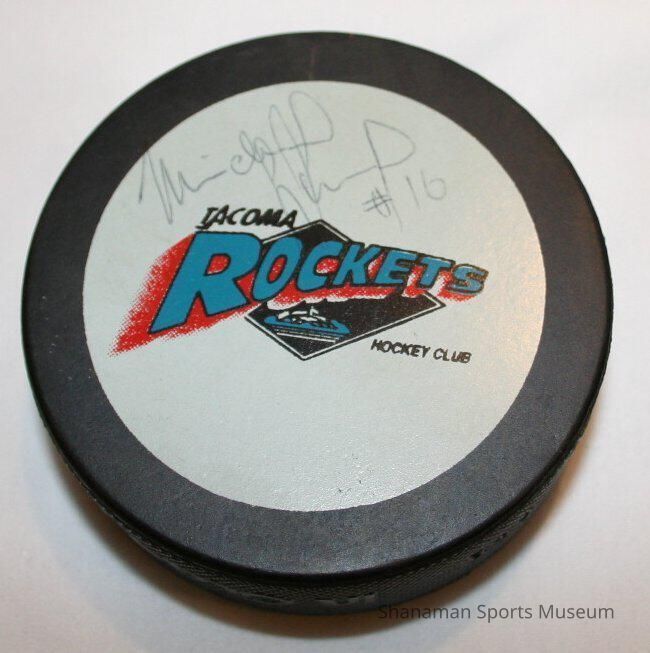 #16
TACOMA
ROCKETS
HOCKEY CLUB
Shanaman Sports Museum